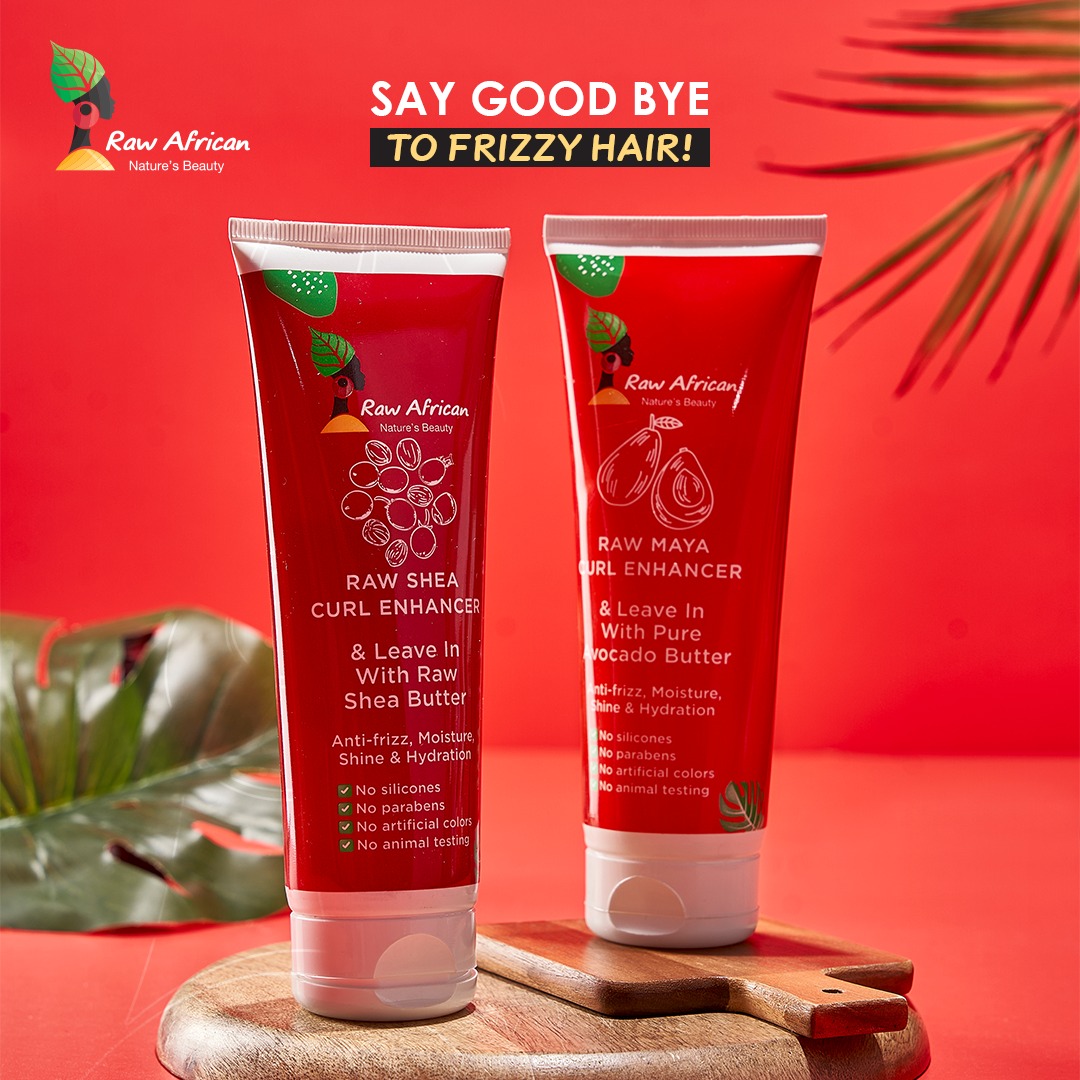 Raw African
Nature's Beauty
SAY GOOD BYE
TO FRIZZY HAIR!
Raw African
Nature's Beauty
RAW SHEA
CURL ENHANCER
& Leave In
With Raw
Shea Butter
Anti-frizz, Moisture,
Shine & Hydration
No silicones
No parabens
No artificial colors
No animal testing
Raw African
Nature's Beauty
RAW MAYA
CURL ENHANCER
& Leave In
With Pure
Avocado Butter
Anti-frizz, Moisture,
Shine & Hydration
No silicones
No parabens
No artificial colors
No animal testing